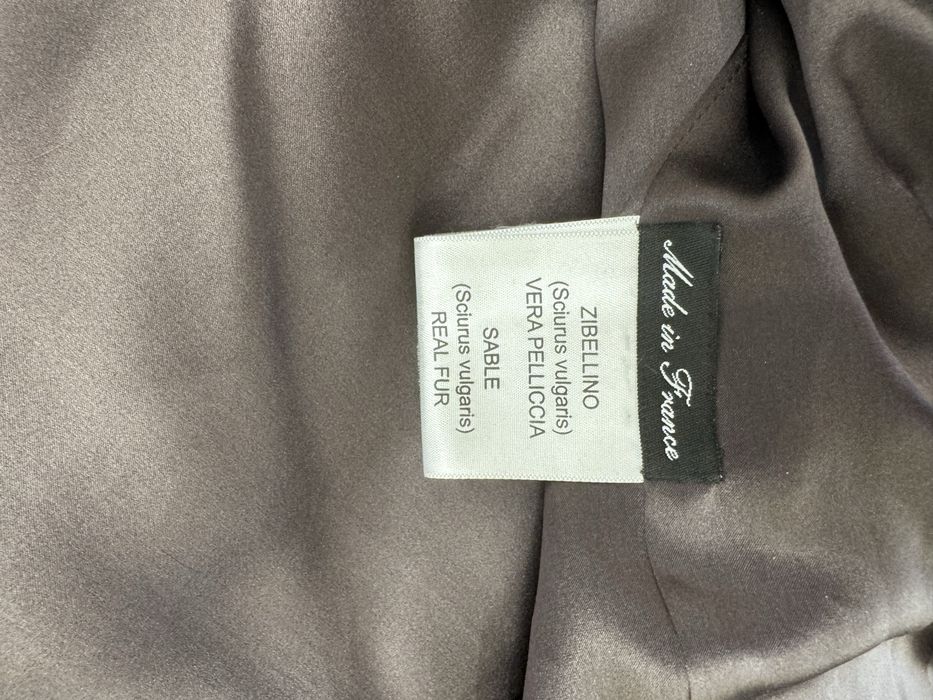 Made in France
ZIBELLINO
(Sciurus vulgaris)
VERA PELLICCIA
SABLE
(Sciurus vulgaris)
REAL FUR